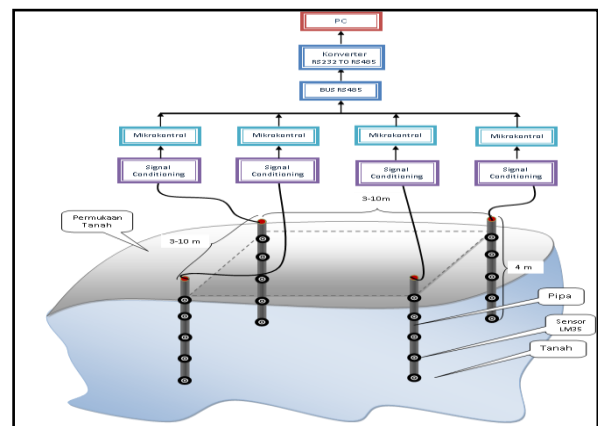 PC
Konverter
RS232 TO RS485
BUS RS485
Mikrokontrol
Mikrokontrol
Mikrokontrol
Mikrokontrol
Signal
Conditioning
Signal
Conditioning
Signal
Conditioning
Signal
Conditioning
3-10m
Permukaan
Tanah
3-10 m
4 m
Pipa
Sensor
LM35
Tanah